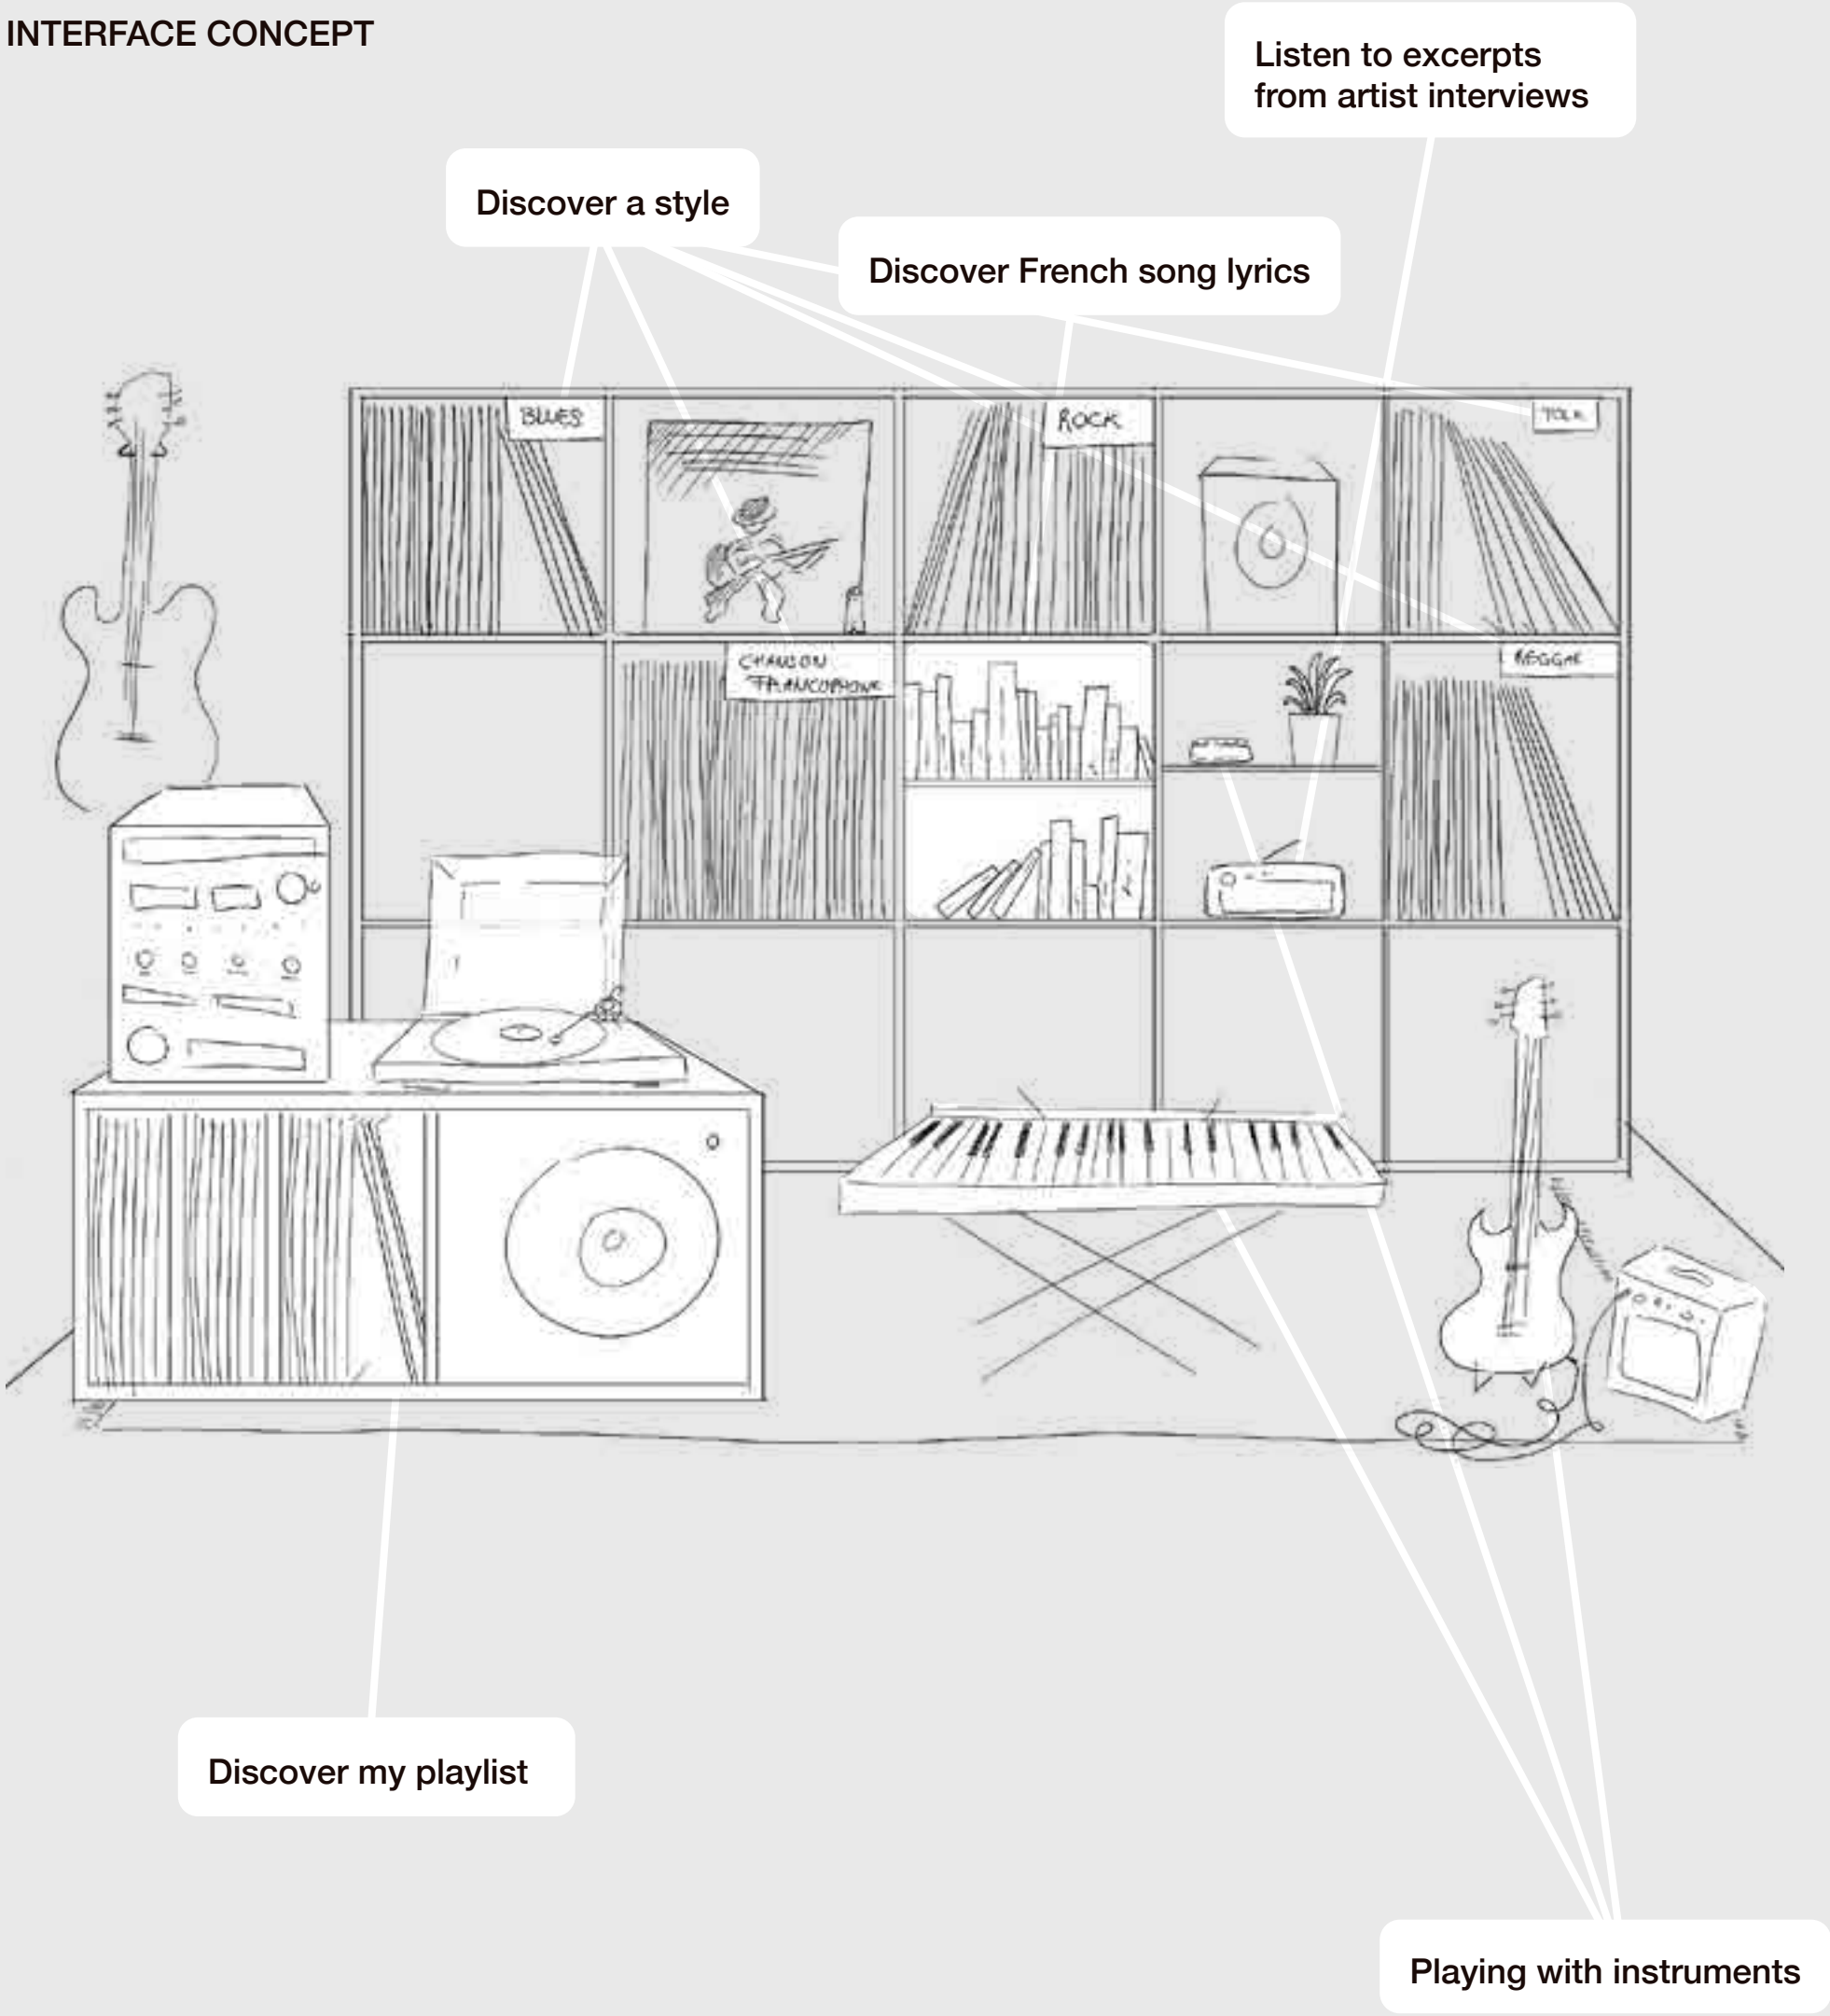 INTERFACE CONCEPT
Listen to excerpts
from artist interviews
Discover a style
Discover French song lyrics
BLUES
ROCK
FOLK
CHANSON
FRANCOPHONE
REGGAE
Discover my playlist
Playing with instruments